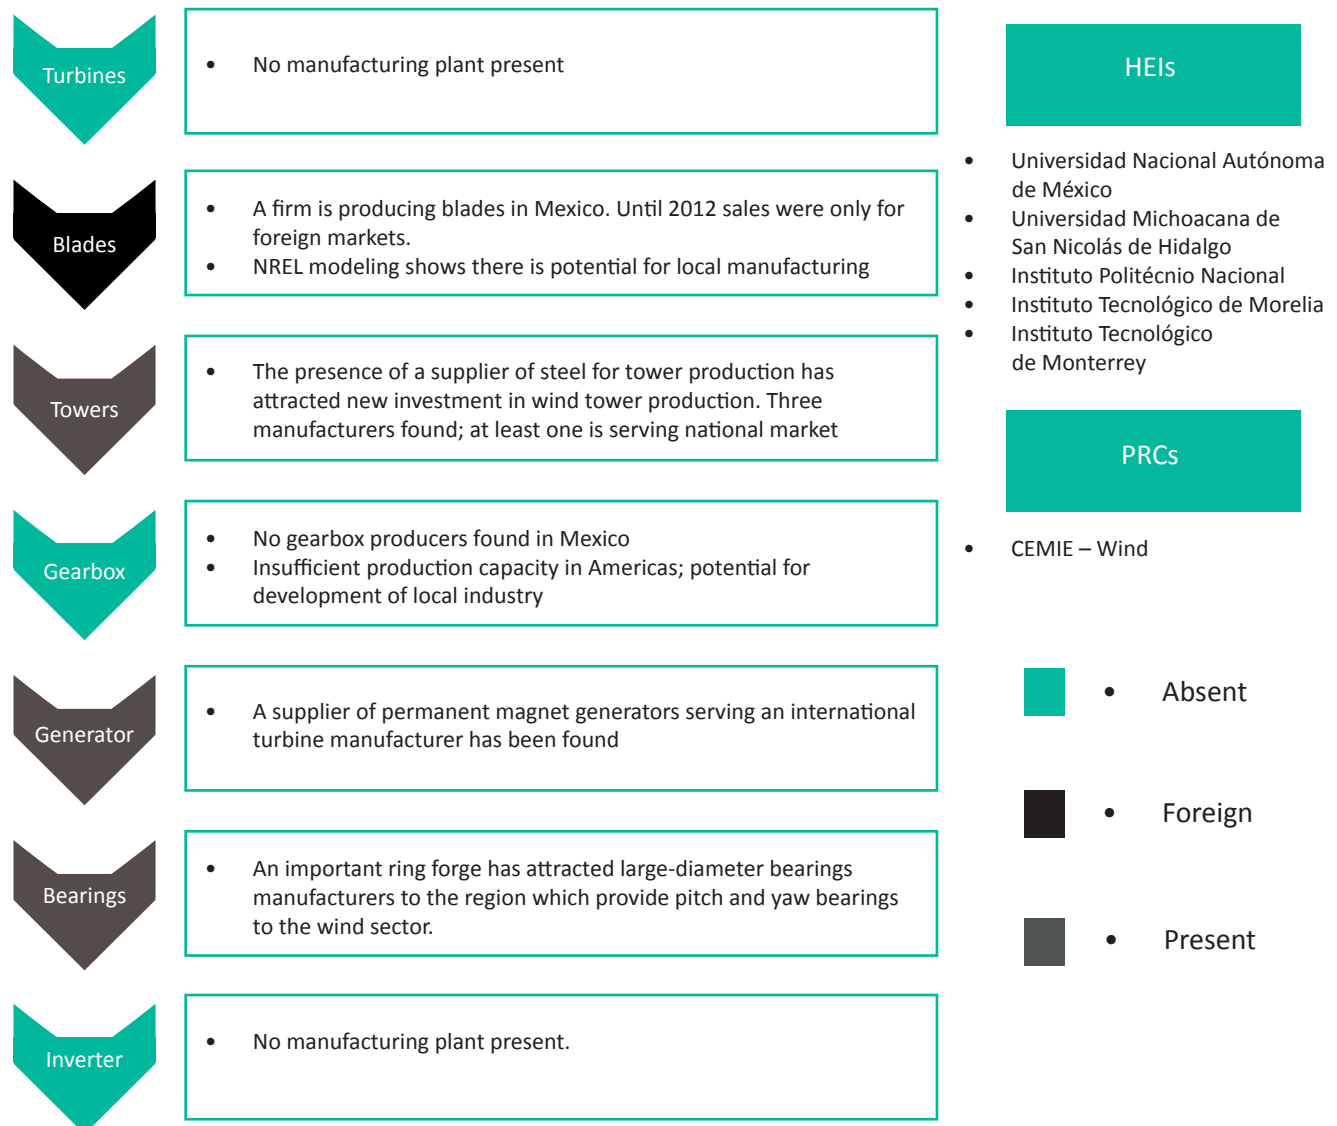 Turbines
• No manufacturing plant present
Blades
• A firm is producing blades in Mexico. Until 2012 sales were only for
foreign markets.
• NREL modeling shows there is potential for local manufacturing
Towers
• The presence of a supplier of steel for tower production has
attracted new investment in wind tower production. Three
manufacturers found; at least one is serving national market
Gearbox
• No gearbox producers found in Mexico
• Insufficient production capacity in Americas; potential for
development of local industry
Generator
• A supplier of permanent magnet generators serving an international
turbine manufacturer has been found
Bearings
• An important ring forge has attracted large-diameter bearings
manufacturers to the region which provide pitch and yaw bearings
to the wind sector.
Inverter
• No manufacturing plant present.
HEIs
• Universidad Nacional Autónoma
de México
• Universidad Michoacana de
San Nicolás de Hidalgo
• Instituto Politécnio Nacional
• Instituto Tecnológico de Morelia
• Instituto Tecnológico
de Monterrey
PRCs
• CEMIE – Wind
• Absent
• Foreign
• Present